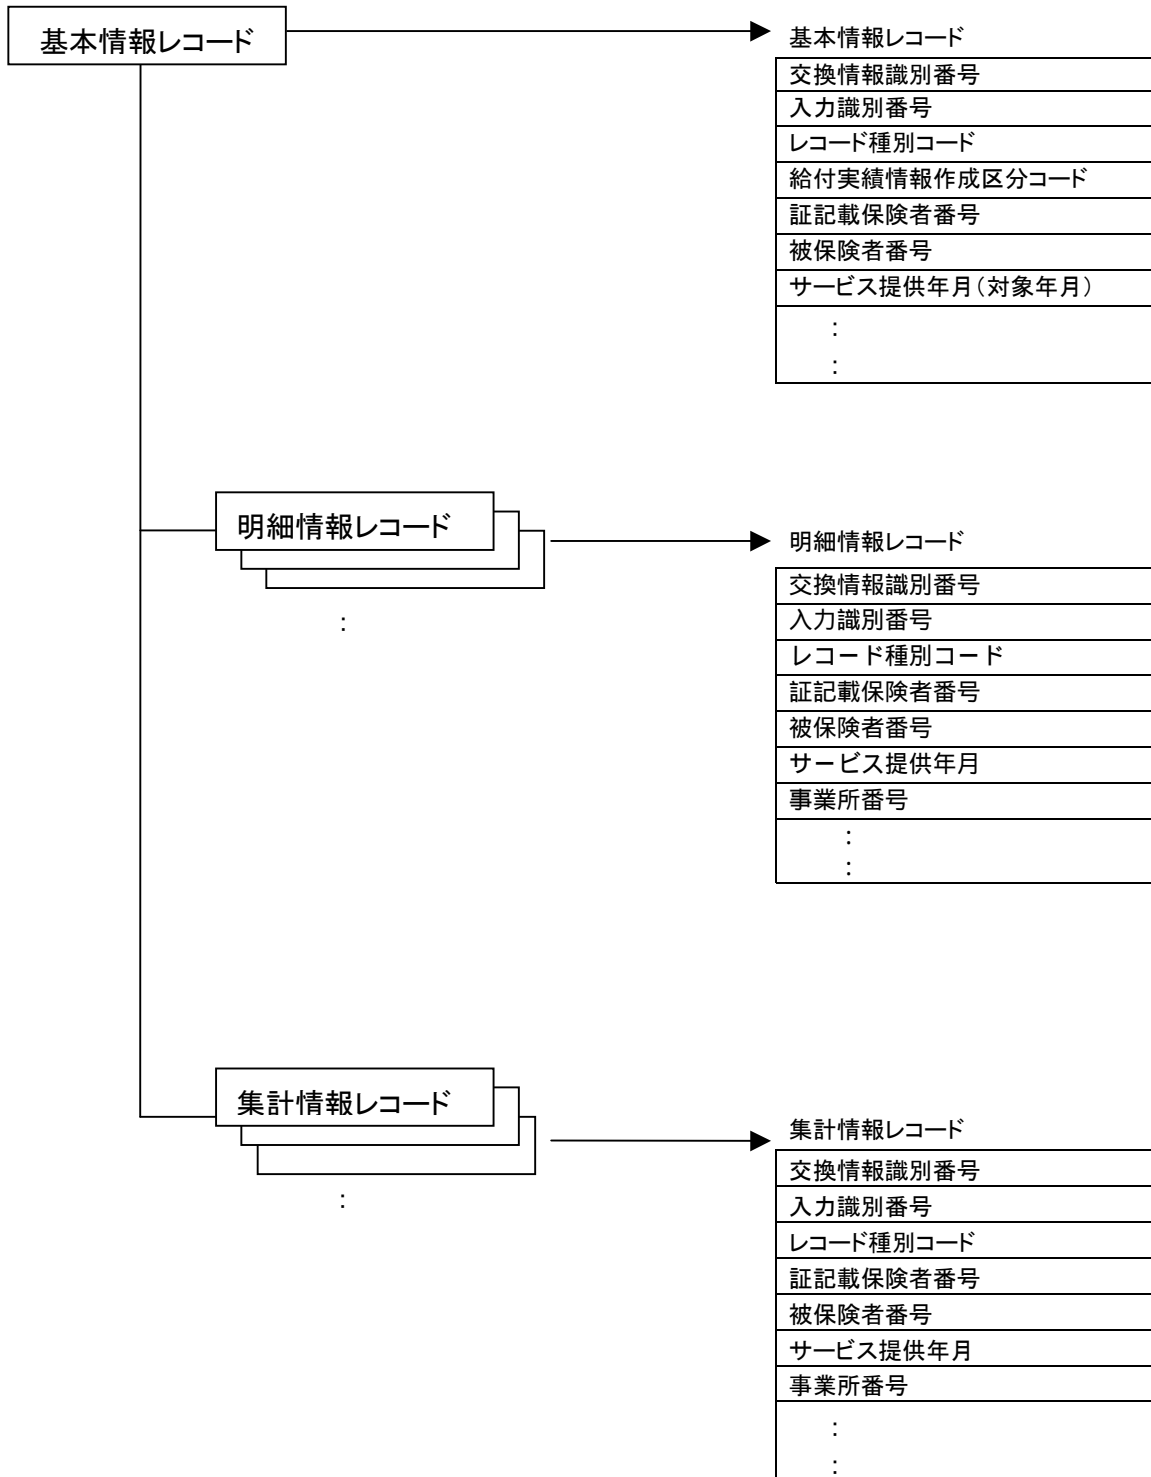 基本情報レコード
基本情報レコード
交換情報識別番号
入力識別番号
レコード種別コード
給付実績情報作成区分コード
証記載保険者番号
被保険者番号
サービス提供年月(対象年月)
:
:
明細情報レコード
:
明細情報レコード
交換情報識別番号
入力識別番号
レコード種別コード
証記載保険者番号
被保険者番号
サービス提供年月
事業所番号
:
:
集計情報レコード
:
集計情報レコード
交換情報識別番号
入力識別番号
レコード種別コード
証記載保険者番号
被保険者番号
サービス提供年月
事業所番号
:
: